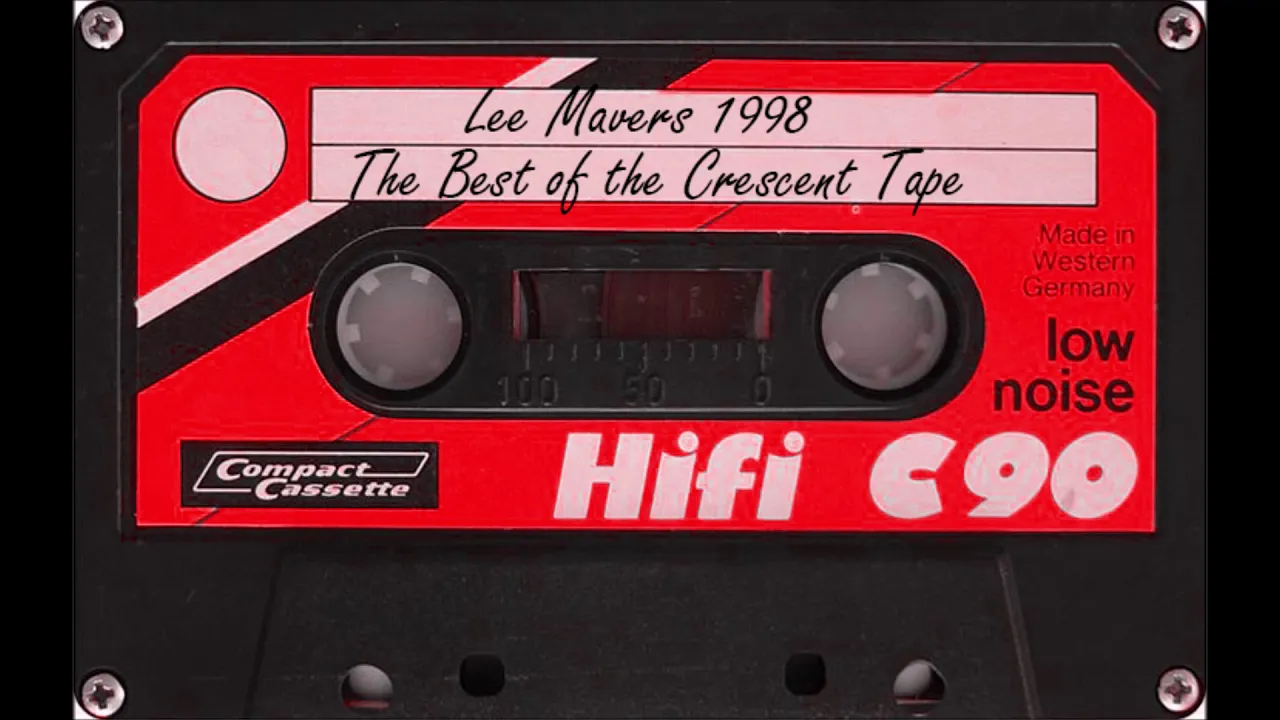 Lee Mavers 1998
The Best of the Crescent Tape
Made in
Western
Germany
low
noise
100 50 0
Hifi C90
Compact
Cassette